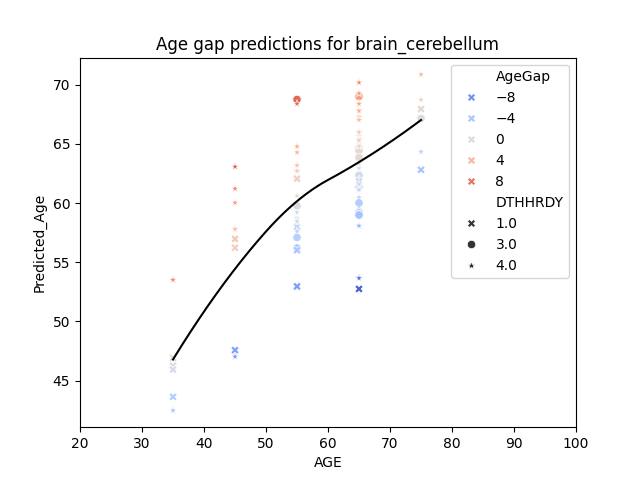 Age gap predictions for brain_cerebellum
Predicted_Age
70
65
60
55
50
45
20 30 40 50 60 70 80 90 100
AGE
AgeGap
−8
−4
0
4
8
DTHHRDY
1.0
3.0
4.0